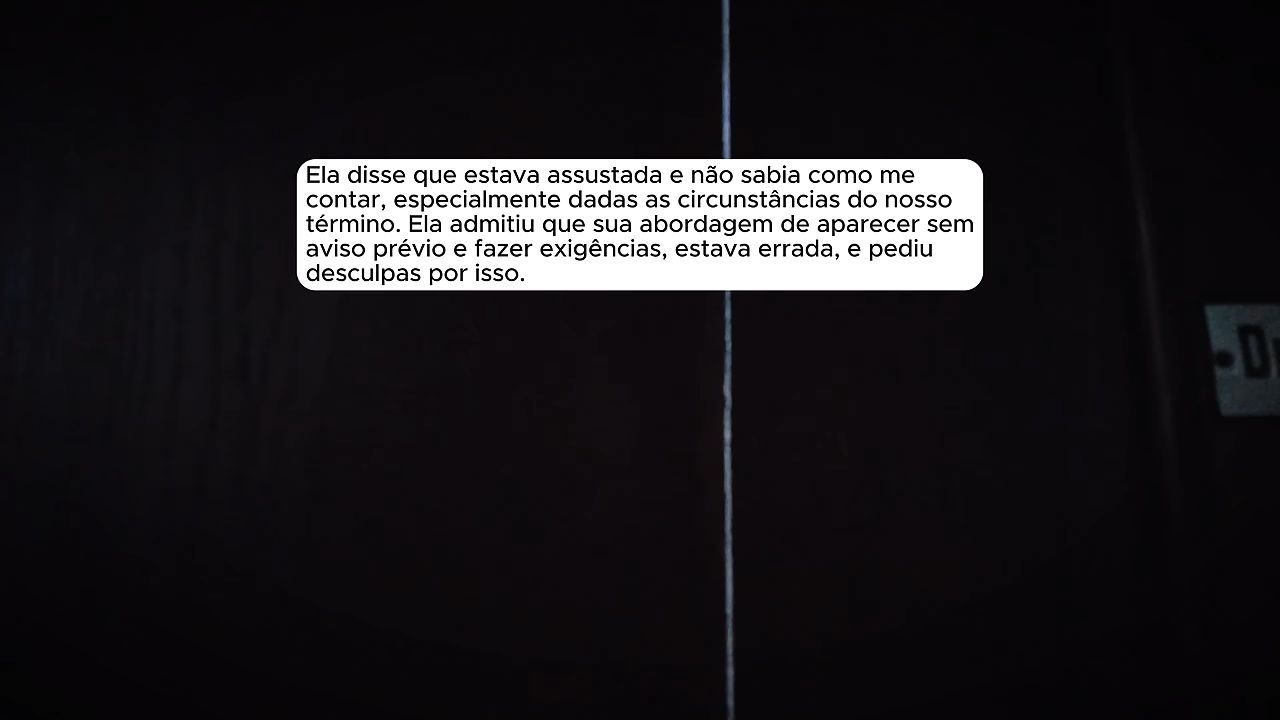 Ela disse que estava assustada e não sabia como me
contar, especialmente dadas as circunstâncias do nosso
término. Ela admitiu que sua abordagem de aparecer sem
aviso prévio e fazer exigências, estava errada, e pediu
desculpas por isso.